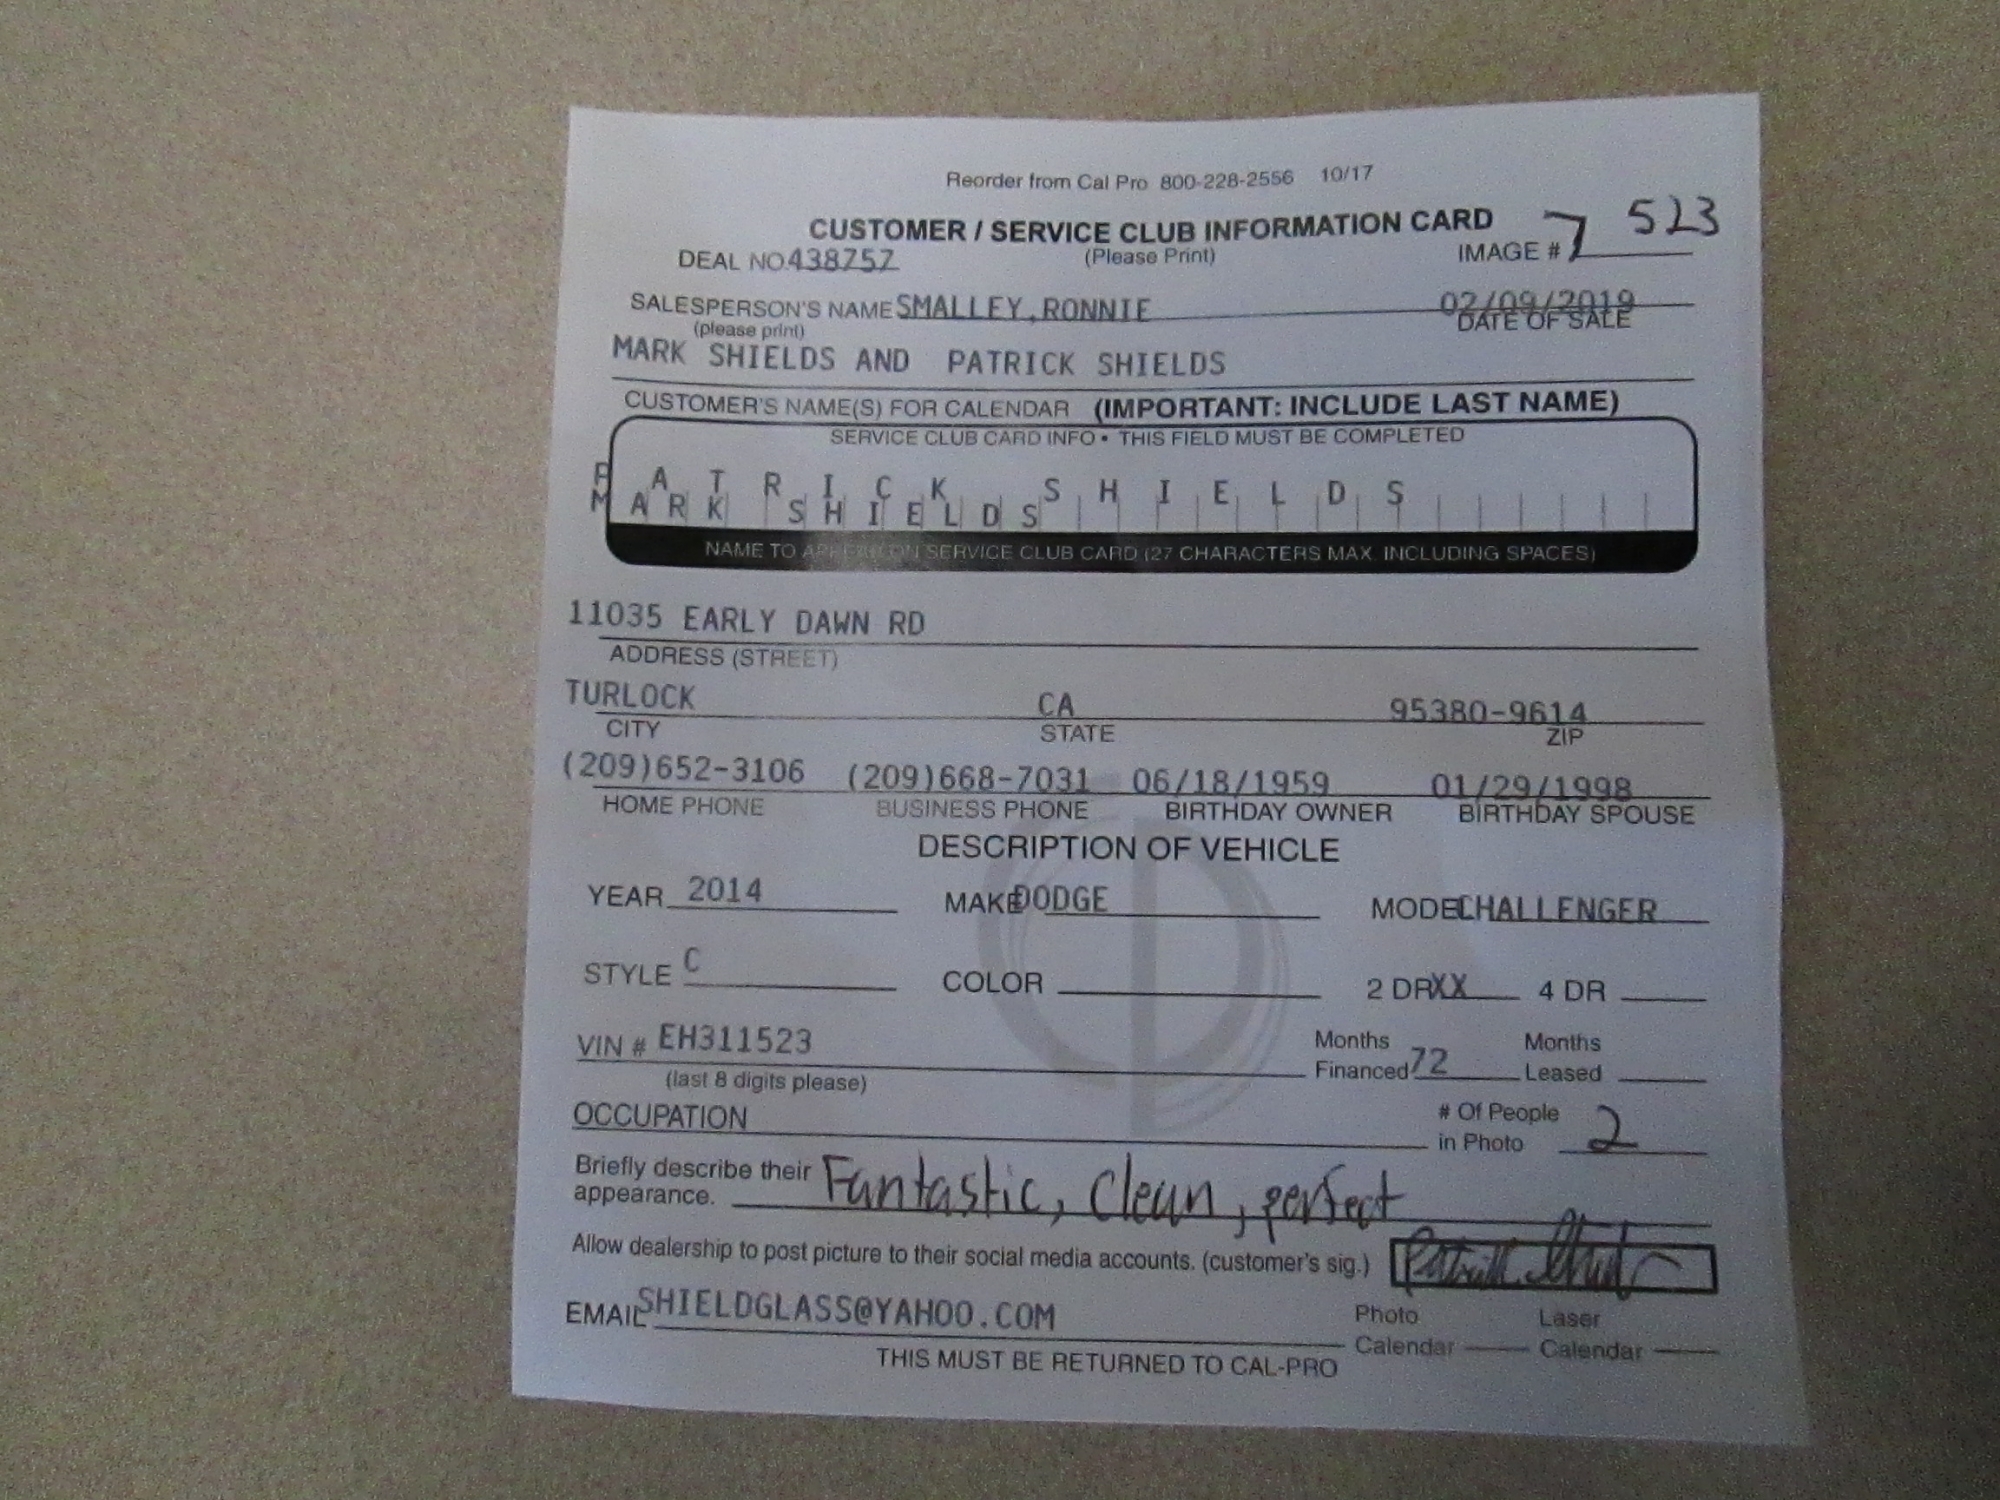 Reorder from Cal Pro 800-228-2556 10/17
CUSTOMER / SERVICE CLUB INFORMATION CARD
7 523
DEAL NO. 438757 (Please Print) IMAGE #
SALESPERSON'S NAME SMALLEY,RONNIE 02/09/2019
(please print) DATE OF SALE
MARK SHIELDS AND PATRICK SHIELDS
CUSTOMER'S NAME(S) FOR CALENDAR (IMPORTANT: INCLUDE LAST NAME)
SERVICE CLUB CARD INFO • THIS FIELD MUST BE COMPLETED
PATRICK SHIELDS
MARK SHIELDS
NAME TO APPEAR ON SERVICE CLUB CARD (27 CHARACTERS MAX. INCLUDING SPACES)
11035 EARLY DAWN RD
ADDRESS (STREET)
TURLOCK CA 95380-9614
CITY STATE ZIP
(209)652-3106 (209)668-7031 06/18/1959 01/29/1998
HOME PHONE BUSINESS PHONE BIRTHDAY OWNER BIRTHDAY SPOUSE
DESCRIPTION OF VEHICLE
YEAR 2014 MAKE DODGE MODEL CHALLENGER
STYLE C COLOR 2 DR XX 4 DR
VIN # EH311523 Months Financed 72 Months Leased
(last 8 digits please)
OCCUPATION # Of People in Photo 2
Briefly describe their appearance. Fantastic, Clean, perfect
Allow dealership to post picture to their social media accounts. (customer's sig.)
EMAIL SHIELDGLASS@YAHOO.COM Photo Calendar Laser Calendar
THIS MUST BE RETURNED TO CAL-PRO